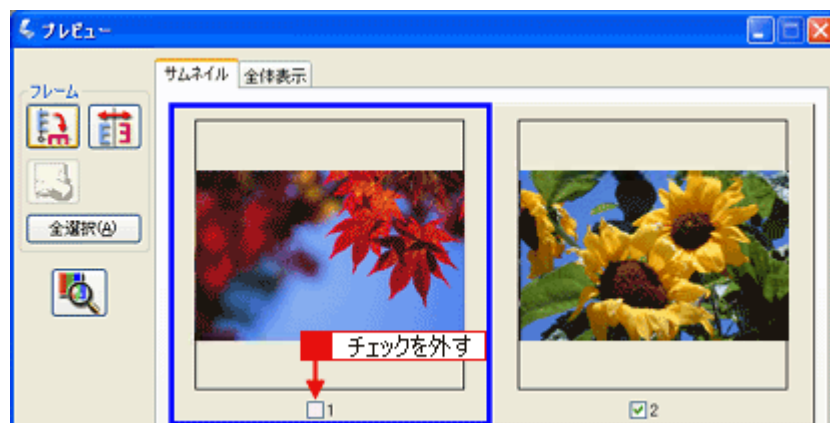 プレビュー
サムネイル 全体表示
フレーム
全選択(A)
チェックを外す
1
2